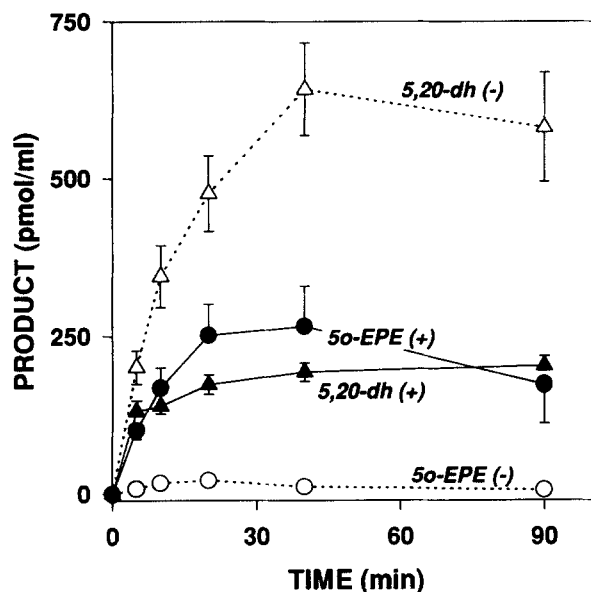 750
500
250
0
PRODUCT (pmol/ml)
5,20-dh (-)
5o-EPE (+)
5,20-dh (+)
5o-EPE (-)
0
30
60
90
TIME (min)